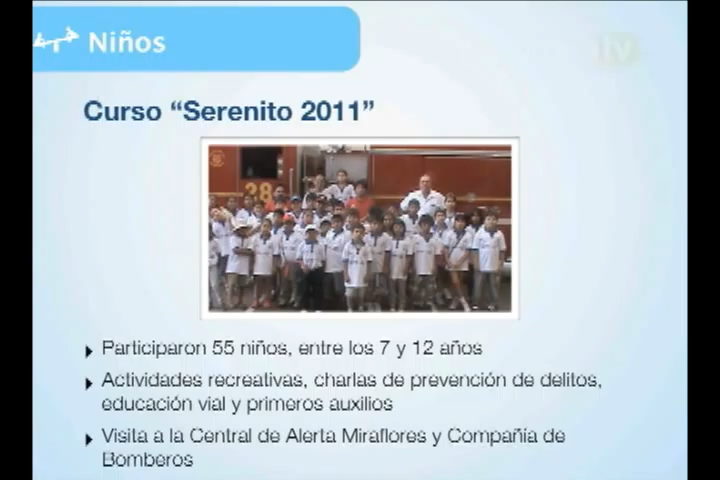 Niños
tv
Curso “Serenito 2011”
28
Participaron 55 niños, entre los 7 y 12 años
Actividades recreativas, charlas de prevención de delitos,
educación vial y primeros auxilios
Visita a la Central de Alerta Miraflores y Compañía de
Bomberos